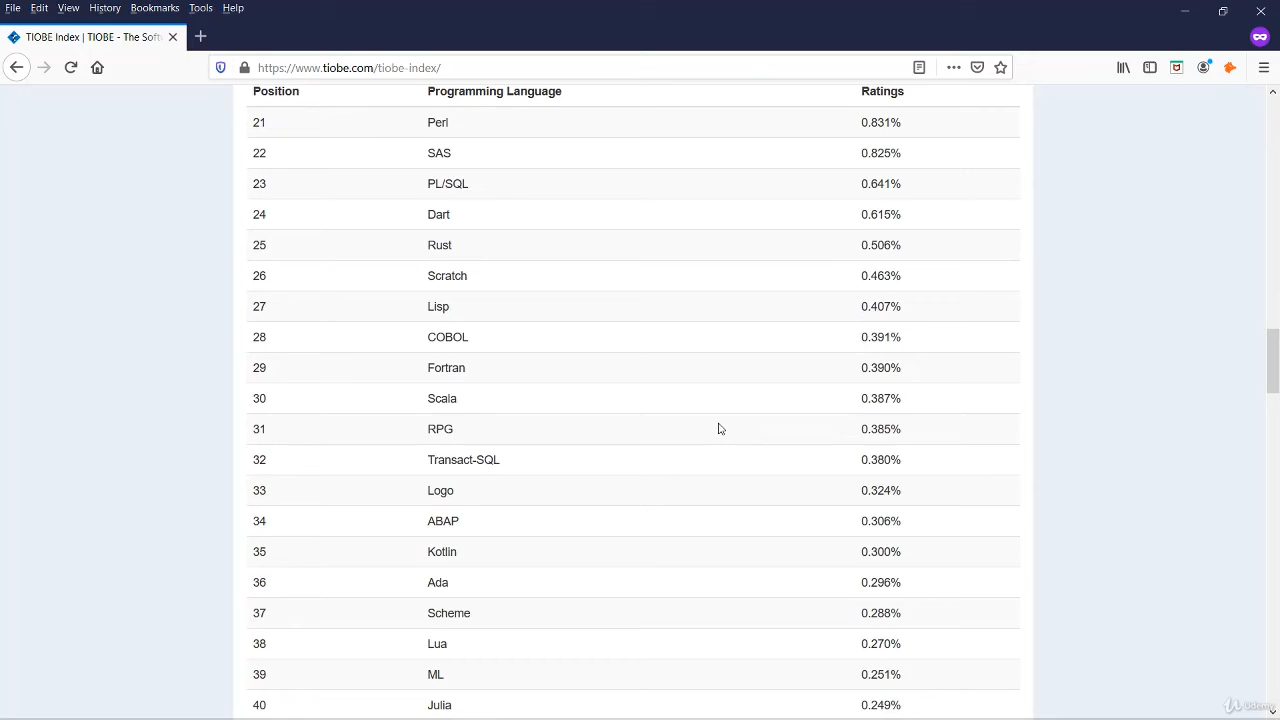 File Edit View History Bookmarks Tools Help
TIOBE Index | TIOBE - The Soft
https://www.tiobe.com/tiobe-index/
Position Programming Language Ratings
21 Perl 0.831%
22 SAS 0.825%
23 PL/SQL 0.641%
24 Dart 0.615%
25 Rust 0.506%
26 Scratch 0.463%
27 Lisp 0.407%
28 COBOL 0.391%
29 Fortran 0.390%
30 Scala 0.387%
31 RPG 0.385%
32 Transact-SQL 0.380%
33 Logo 0.324%
34 ABAP 0.306%
35 Kotlin 0.300%
36 Ada 0.296%
37 Scheme 0.288%
38 Lua 0.270%
39 ML 0.251%
40 Julia 0.249%
Udemy